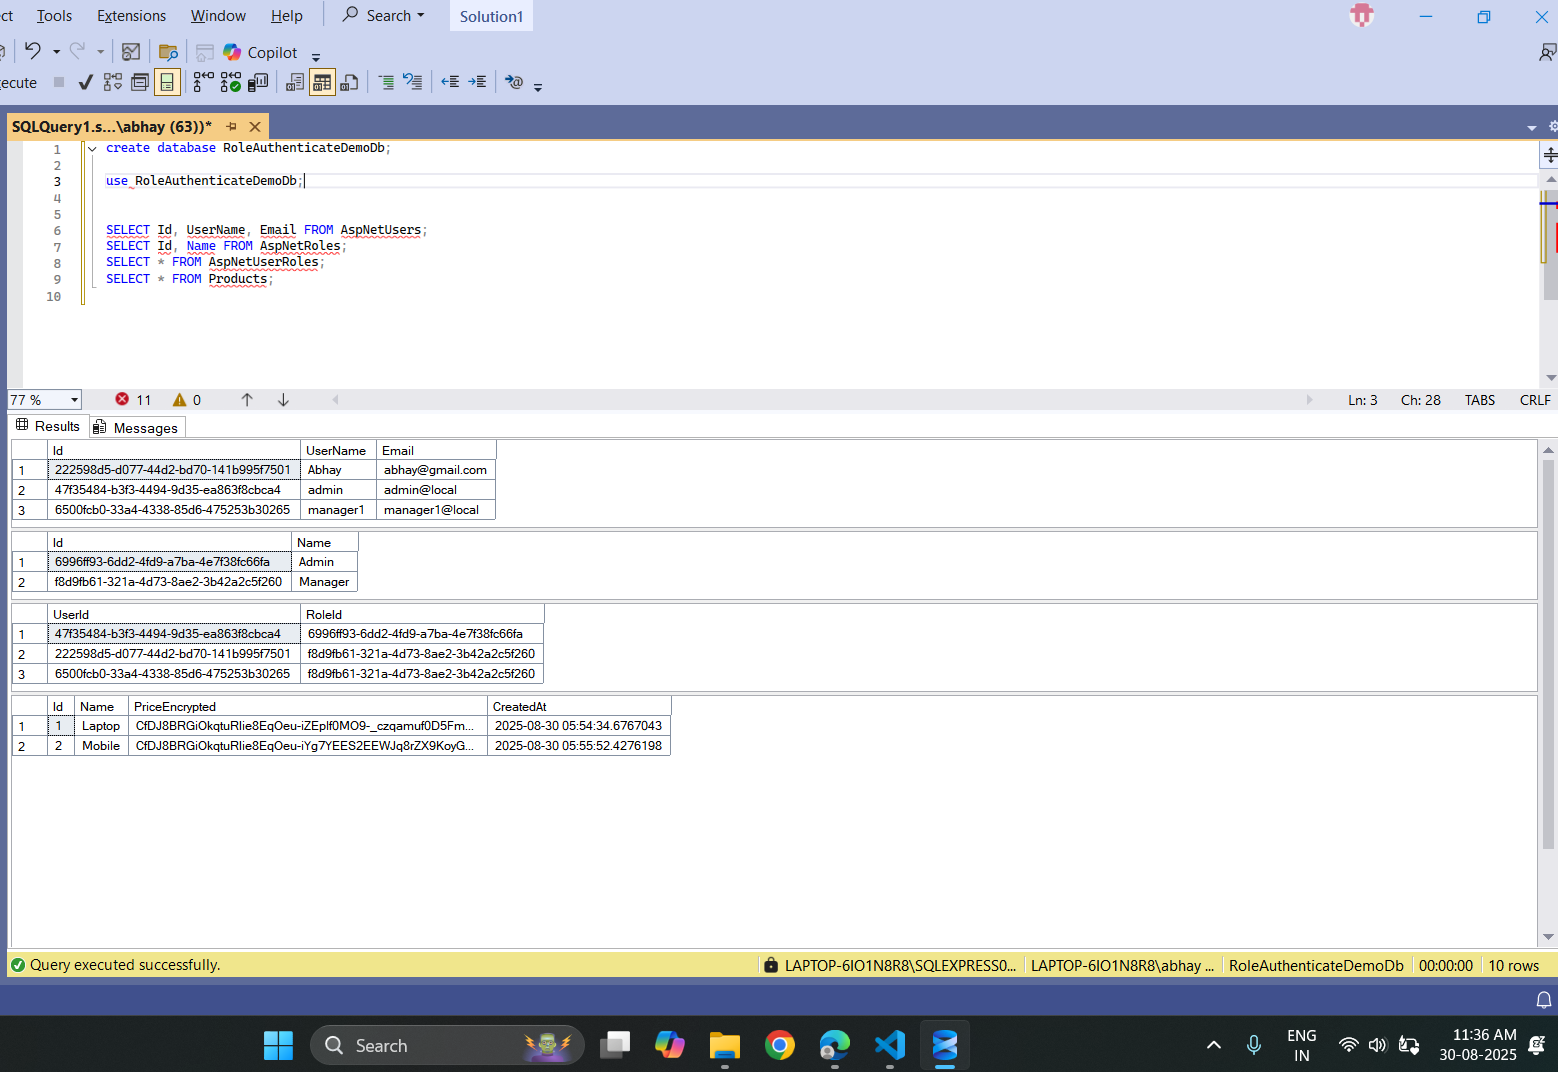 ct Tools Extensions Window Help Search Solution1
Copilot
ecute
SQLQuery1.s...\abhay (63))*
1 create database RoleAuthenticateDemoDb;
2
3 use RoleAuthenticateDemoDb;
4
5
6 SELECT Id, UserName, Email FROM AspNetUsers;
7 SELECT Id, Name FROM AspNetRoles;
8 SELECT * FROM AspNetUserRoles;
9 SELECT * FROM Products;
10
77 % 11 0 Ln: 3 Ch: 28 TABS CRLF
Results Messages
Id UserName Email
1 222598d5-d077-44d2-bd70-141b995f7501 Abhay abhay@gmail.com
2 47f35484-b3f3-4494-9d35-ea863f8cbca4 admin admin@local
3 6500fcb0-33a4-4338-85d6-475253b30265 manager1 manager1@local
Id Name
1 6996ff93-6dd2-4fd9-a7ba-4e7f38fc66fa Admin
2 f8d9fb61-321a-4d73-8ae2-3b42a2c5f260 Manager
UserId RoleId
1 47f35484-b3f3-4494-9d35-ea863f8cbca4 6996ff93-6dd2-4fd9-a7ba-4e7f38fc66fa
2 222598d5-d077-44d2-bd70-141b995f7501 f8d9fb61-321a-4d73-8ae2-3b42a2c5f260
3 6500fcb0-33a4-4338-85d6-475253b30265 f8d9fb61-321a-4d73-8ae2-3b42a2c5f260
Id Name PriceEncrypted CreatedAt
1 1 Laptop CfDJ8BRGiOkqtuRlie8EqOeu-iZEplf0MO9-_czqamuf0D5Fm... 2025-08-30 05:54:34.6767043
2 2 Mobile CfDJ8BRGiOkqtuRlie8EqOeu-iYg7YEES2EEWJq8rZX9KoyG... 2025-08-30 05:55:52.4276198
Query executed successfully. LAPTOP-6IO1N8R8\SQLEXPRESS0... LAPTOP-6IO1N8R8\abhay ... RoleAuthenticateDemoDb 00:00:00 10 rows
Search ENG 11:36 AM
IN 30-08-2025